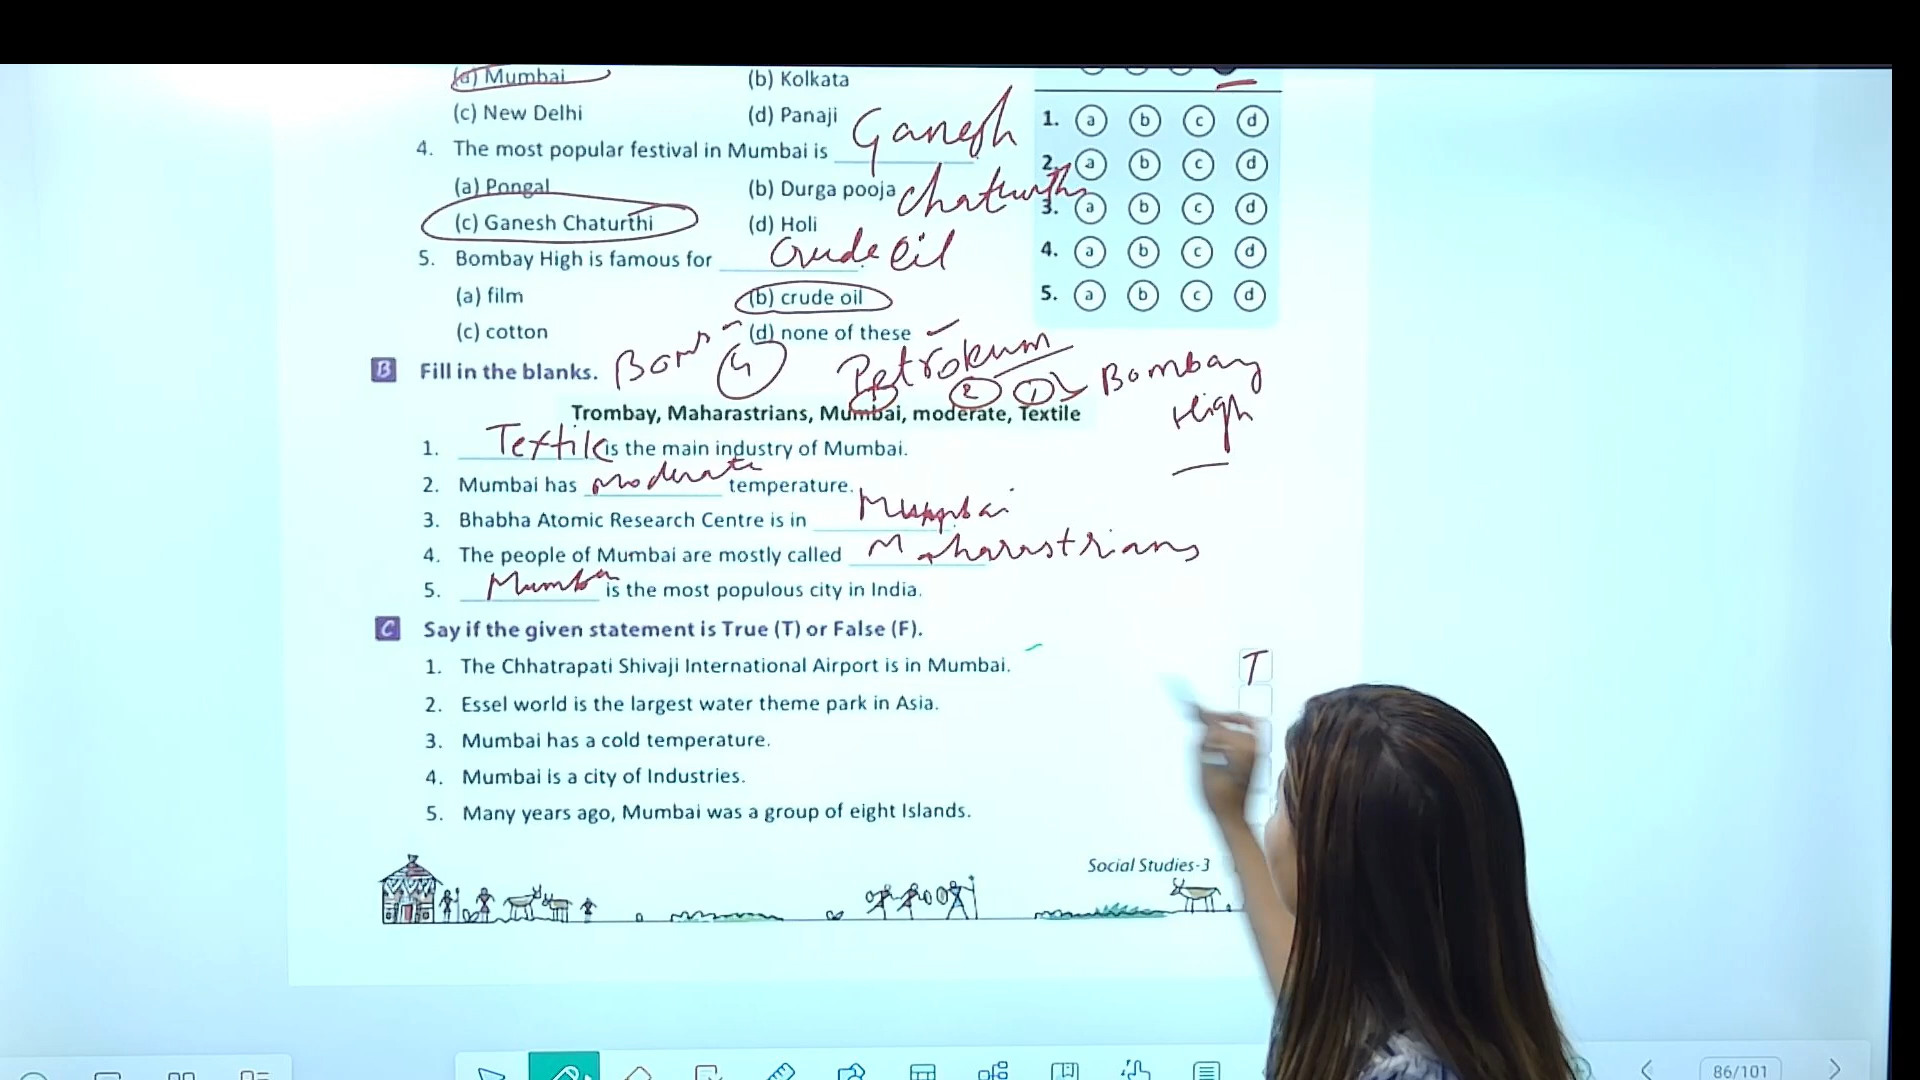 (a) Mumbai (b) Kolkata
(c) New Delhi (d) Panaji
4. The most popular festival in Mumbai is Ganesh
Chaturthi
(a) Pongal (b) Durga pooja
(c) Ganesh Chaturthi (d) Holi
5. Bombay High is famous for Crude Oil
(a) film (b) crude oil
(c) cotton (d) none of these
1. a b c d
2. a b c d
3. a b c d
4. a b c d
5. a b c d
B Fill in the blanks.
4
2 1 Bombay
High
Trombay, Maharastrians, Mumbai, moderate, Textile
1. Textile is the main industry of Mumbai.
2. Mumbai has moderate temperature.
3. Bhabha Atomic Research Centre is in Mumbai
4. The people of Mumbai are mostly called Maharastrians
5. Mumbai is the most populous city in India.
C Say if the given statement is True (T) or False (F).
1. The Chhatrapati Shivaji International Airport is in Mumbai. T
2. Essel world is the largest water theme park in Asia.
3. Mumbai has a cold temperature.
4. Mumbai is a city of Industries.
5. Many years ago, Mumbai was a group of eight Islands.
Social Studies-3
86/101